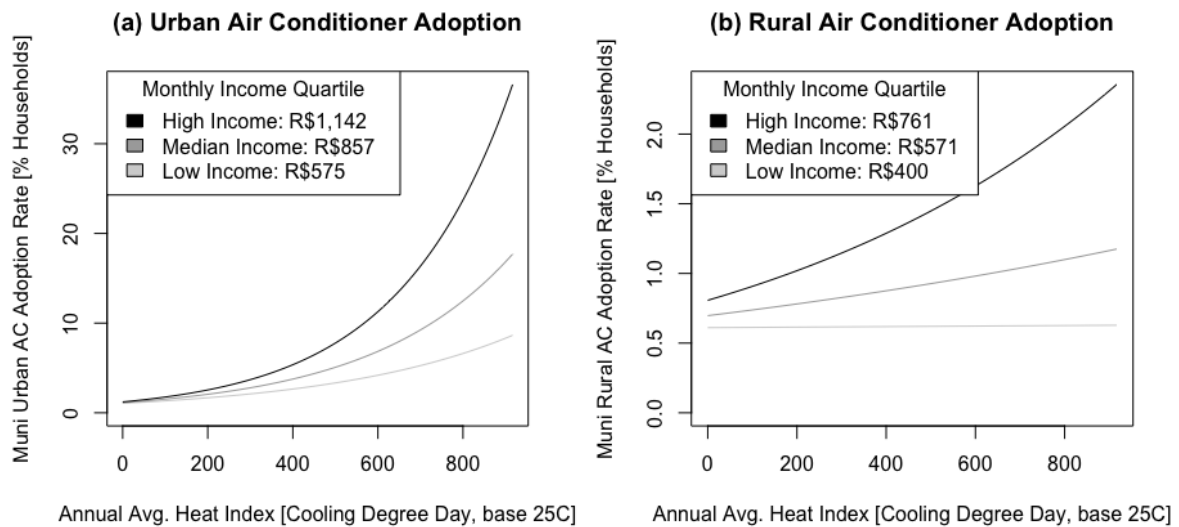 (a) Urban Air Conditioner Adoption
Muni Urban AC Adoption Rate [% Households]
Monthly Income Quartile
High Income: R$1,142
Median Income: R$857
Low Income: R$575
30
20
10
0
0 200 400 600 800
Annual Avg. Heat Index [Cooling Degree Day, base 25C]
(b) Rural Air Conditioner Adoption
Muni Rural AC Adoption Rate [% Households]
Monthly Income Quartile
High Income: R$761
Median Income: R$571
Low Income: R$400
2.0
1.5
1.0
0.5
0.0
0 200 400 600 800
Annual Avg. Heat Index [Cooling Degree Day, base 25C]